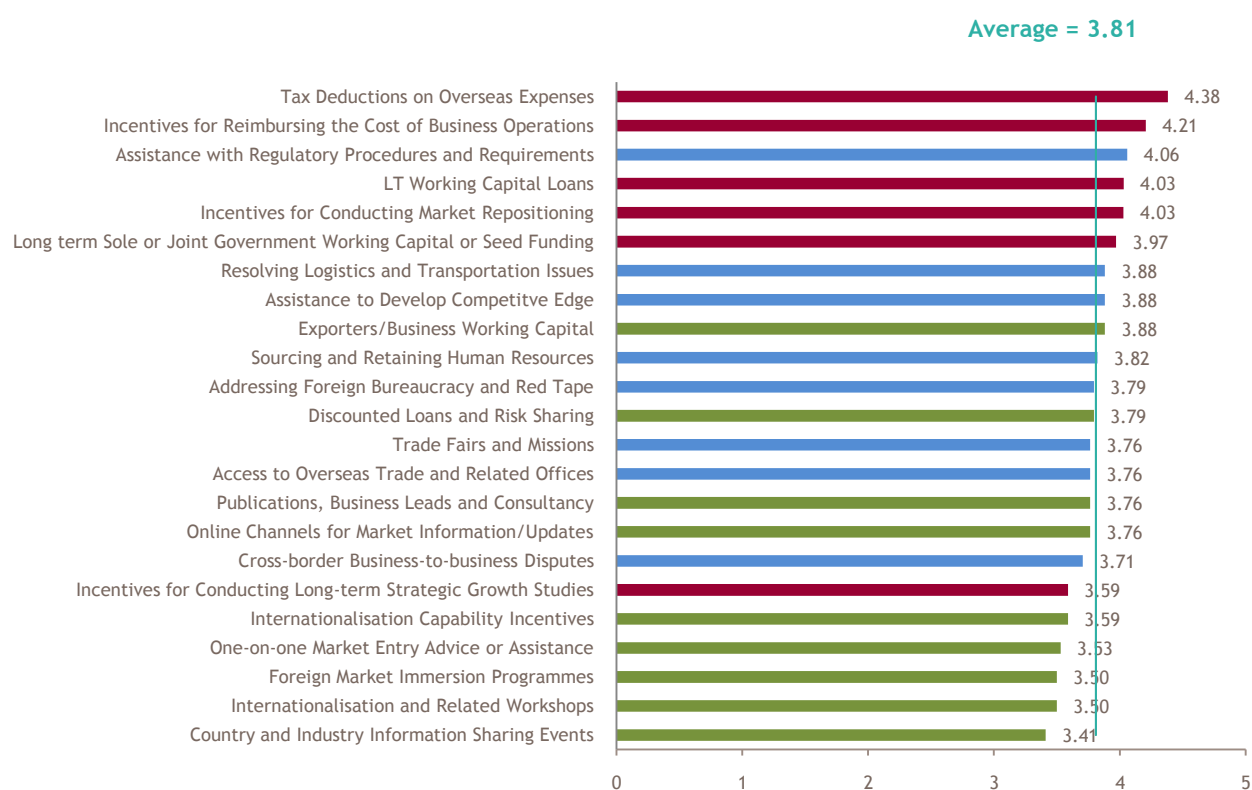 Average = 3.81
Tax Deductions on Overseas Expenses 4.38
Incentives for Reimbursing the Cost of Business Operations 4.21
Assistance with Regulatory Procedures and Requirements 4.06
LT Working Capital Loans 4.03
Incentives for Conducting Market Repositioning 4.03
Long term Sole or Joint Government Working Capital or Seed Funding 3.97
Resolving Logistics and Transportation Issues 3.88
Assistance to Develop Competitve Edge 3.88
Exporters/Business Working Capital 3.88
Sourcing and Retaining Human Resources 3.82
Addressing Foreign Bureaucracy and Red Tape 3.79
Discounted Loans and Risk Sharing 3.79
Trade Fairs and Missions 3.76
Access to Overseas Trade and Related Offices 3.76
Publications, Business Leads and Consultancy 3.76
Online Channels for Market Information/Updates 3.76
Cross-border Business-to-business Disputes 3.71
Incentives for Conducting Long-term Strategic Growth Studies 3.59
Internationalisation Capability Incentives 3.59
One-on-one Market Entry Advice or Assistance 3.53
Foreign Market Immersion Programmes 3.50
Internationalisation and Related Workshops 3.50
Country and Industry Information Sharing Events 3.41
0 1 2 3 4 5